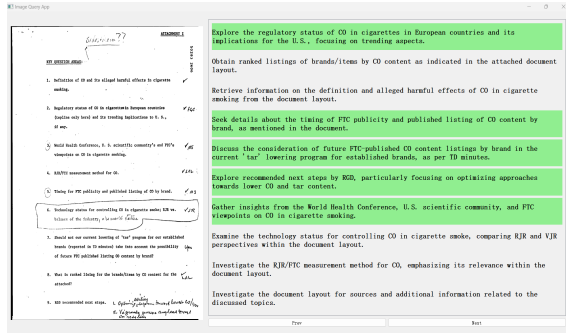 Image Query App
ATTACHMENT I
KEY QUESTION AREAS:
1. Definition of CO and its alleged harmful effects in cigarette
smoking.
2. Regulatory status of CO in cigarettes in European countries
(topline only here) and its trending implications to U. S.,
if any.
3. World Health Conference, U. S. scientific community's and FTC's
viewpoints on CO in cigarette smoking.
4. RJR/FTC measurement method for CO.
5. Timing for FTC publicity and published listing of CO by brand.
6. Technology status for controlling CO in cigarette smoke; RJR vs.
balance of the industry,
7. Should not our current lowering of "tar" program for our established
brands (reported in TD minutes) take into account the possibility
of future FTC published listing CO content by brand?
8. What is ranked listing for the brands/items by CO content for the
attached?
9. R&D recommended next steps. 1.
2.
Explore the regulatory status of CO in cigarettes in European countries and its
implications for the U.S., focusing on trending aspects.
Obtain ranked listings of brands/items by CO content as indicated in the attached document
layout.
Retrieve information on the definition and alleged harmful effects of CO in cigarette
smoking from the document layout.
Seek details about the timing of FTC publicity and published listing of CO content by
brand, as mentioned in the document.
Discuss the consideration of future FTC-published CO content listings by brand in the
current 'tar' lowering program for established brands, as per TD minutes.
Explore recommended next steps by RGD, particularly focusing on optimizing approaches
towards lower CO and tar content.
Gather insights from the World Health Conference, U.S. scientific community, and FTC
viewpoints on CO in cigarette smoking.
Examine the technology status for controlling CO in cigarette smoke, comparing RJR and VJR
perspectives within the document layout.
Investigate the RJR/FTC measurement method for CO, emphasizing its relevance within the
document layout.
Investigate the document layout for sources and additional information related to the
discussed topics.
Prev
Next